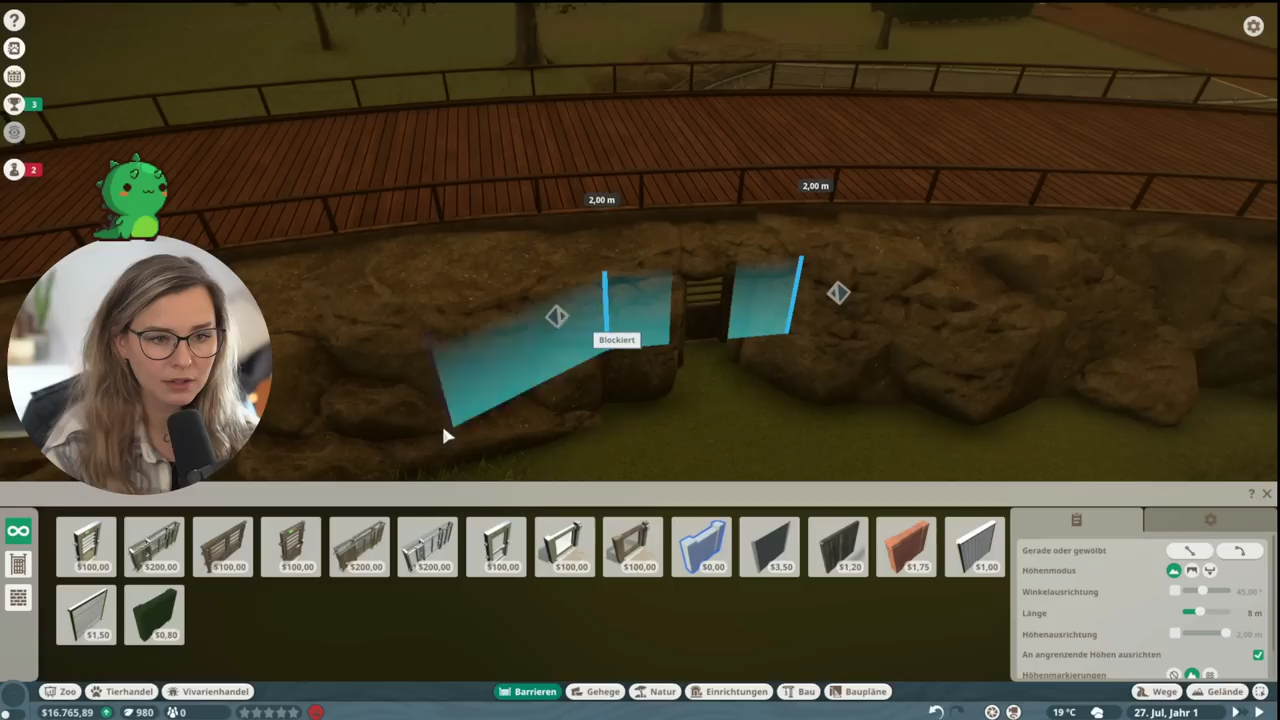 ?
3
2
2,00 m
2,00 m
Blockiert
? ×
$100,00
$200,00
$100,00
$100,00
$200,00
$200,00
$100,00
$100,00
$100,00
$0,00
$3,50
$1,20
$1,75
$1,00
$1,50
$0,80
Gerade oder gewölbt
Höhenmodus
Winkelausrichtung 45,00 °
Länge 8 m
Höhenausrichtung 2,00 m
An angrenzende Höhen ausrichten
Höhenmarkierungen
Zoo Tierhandel Vivarienhandel Barrieren Gehege Natur Einrichtungen Bau Baupläne Wege Gelände
$16.765,89 980 0 19 °C 27. Jul, Jahr 1